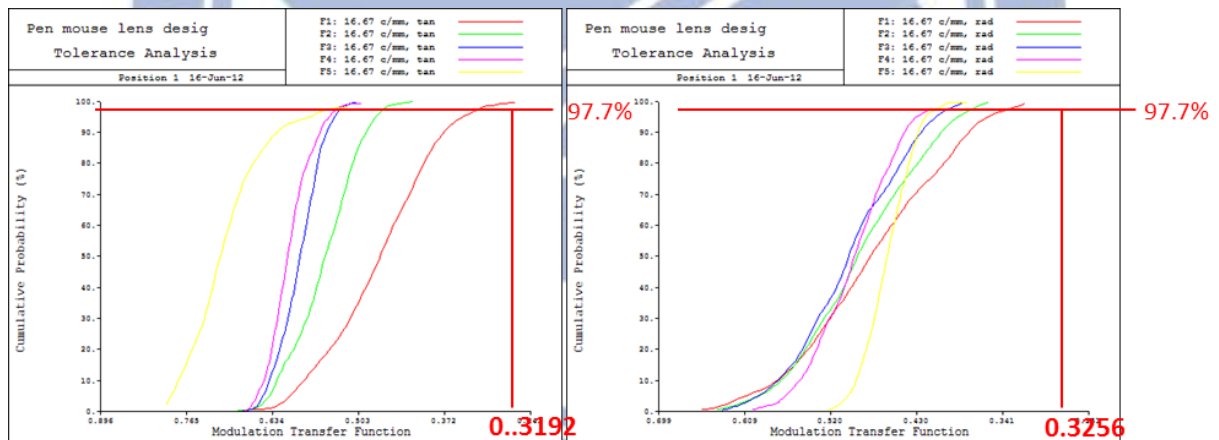 Pen mouse lens desig
Tolerance Analysis
Position 1 16-Jun-12
F1: 16.67 c/mm, tan
F2: 16.67 c/mm, tan
F3: 16.67 c/mm, tan
F4: 16.67 c/mm, tan
F5: 16.67 c/mm, tan
100.
90.
80.
70.
60.
50.
40.
30.
20.
10.
0.
Cumulative Probability (%)
0.896 0.765 0.634 0.503 0.372
Modulation Transfer Function
97.7%
0..3192
Pen mouse lens desig
Tolerance Analysis
Position 1 16-Jun-12
F1: 16.67 c/mm, rad
F2: 16.67 c/mm, rad
F3: 16.67 c/mm, rad
F4: 16.67 c/mm, rad
F5: 16.67 c/mm, rad
100.
90.
80.
70.
60.
50.
40.
30.
20.
10.
0.
Cumulative Probability (%)
0.699 0.609 0.520 0.430 0.341
Modulation Transfer Function
97.7%
0.3256